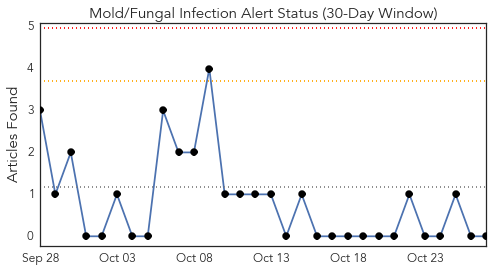 Mold/Fungal Infection Alert Status (30-Day Window)
Articles Found
5
4
3
2
1
0
Sep 28 Oct 03 Oct 08 Oct 13 Oct 18 Oct 23